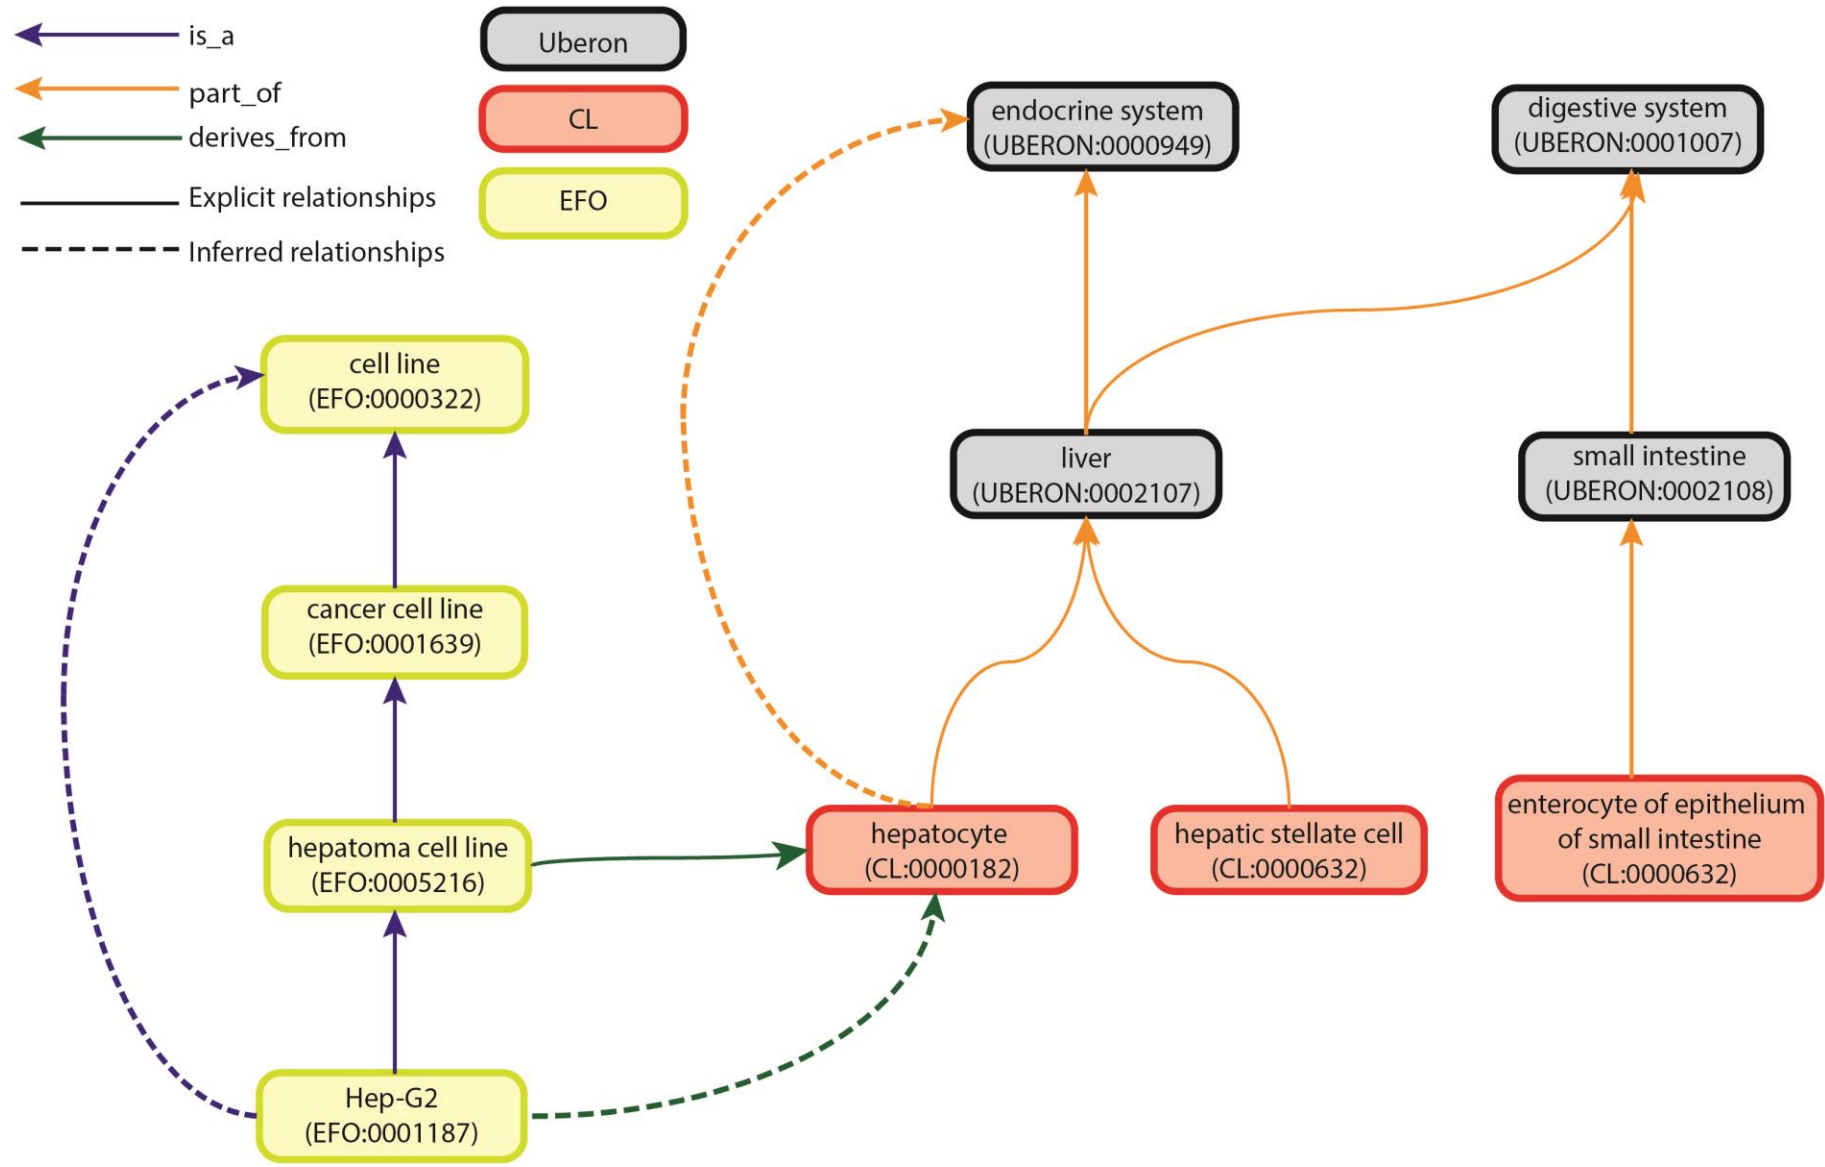 is_a
part_of
derives_from
Explicit relationships
Inferred relationships
Uberon
CL
EFO
endocrine system
(UBERON:0000949)
digestive system
(UBERON:0001007)
cell line
(EFO:0000322)
liver
(UBERON:0002107)
small intestine
(UBERON:0002108)
cancer cell line
(EFO:0001639)
hepatoma cell line
(EFO:0005216)
hepatocyte
(CL:0000182)
hepatic stellate cell
(CL:0000632)
enterocyte of epithelium
of small intestine
(CL:0000632)
Hep-G2
(EFO:0001187)